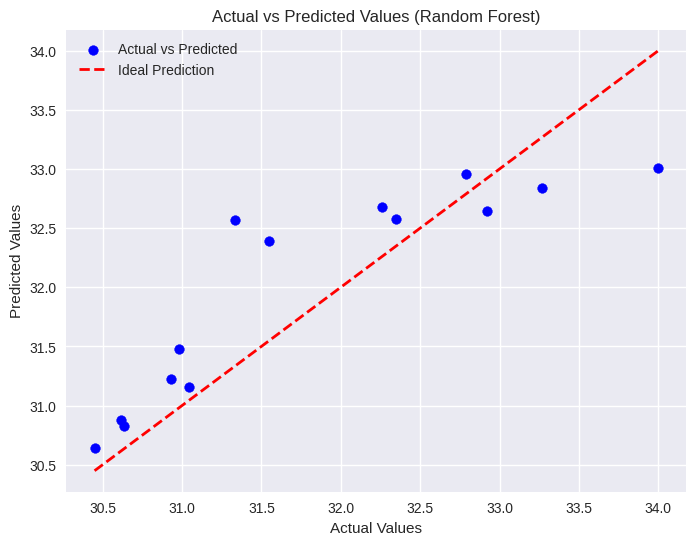 Actual vs Predicted Values (Random Forest)
Actual vs Predicted
Ideal Prediction
Predicted Values
34.0
33.5
33.0
32.5
32.0
31.5
31.0
30.5
30.5 31.0 31.5 32.0 32.5 33.0 33.5 34.0
Actual Values